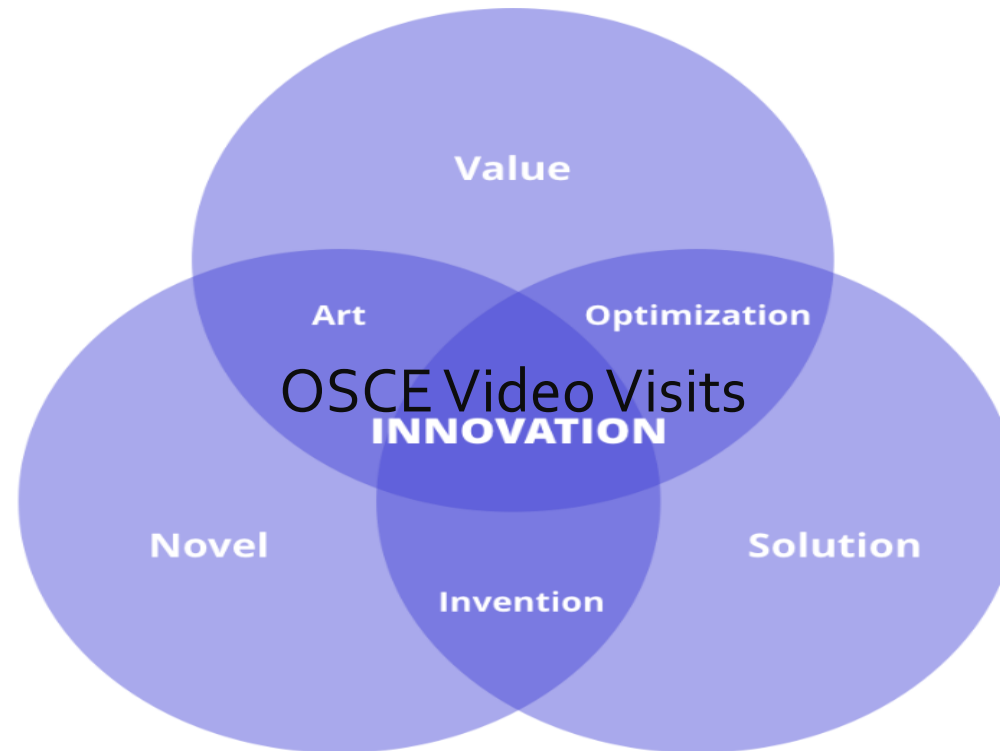 Value
Art
Optimization
OSCE Video Visits
INNOVATION
Novel
Solution
Invention